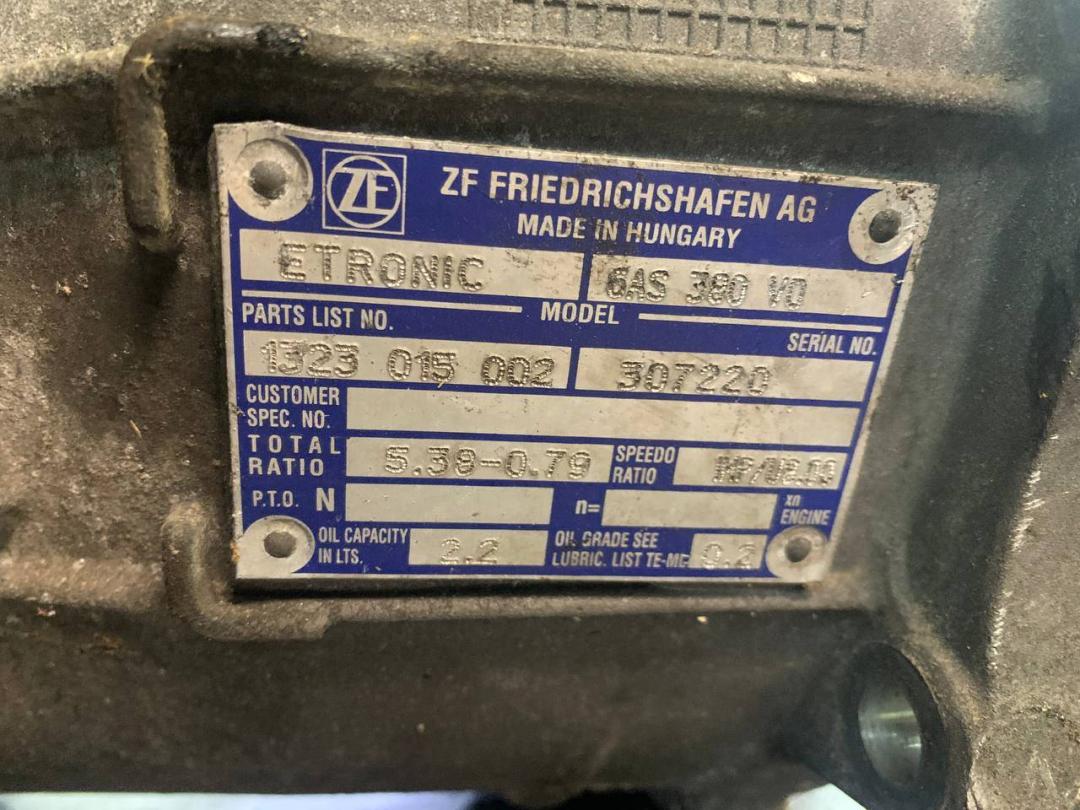 ZF ZF FRIEDRICHSHAFEN AG
MADE IN HUNGARY
ETRONIC 6AS 380 VO
MODEL
PARTS LIST NO. SERIAL NO.
1323 015 002 307220
CUSTOMER
SPEC. NO.
TOTAL
RATIO 5.38-0.79 SPEEDO
RATIO
P.T.O. N n= xn
ENGINE
OIL CAPACITY
IN LTS. 2.2 OIL GRADE SEE
LUBRIC. LIST TE-ML